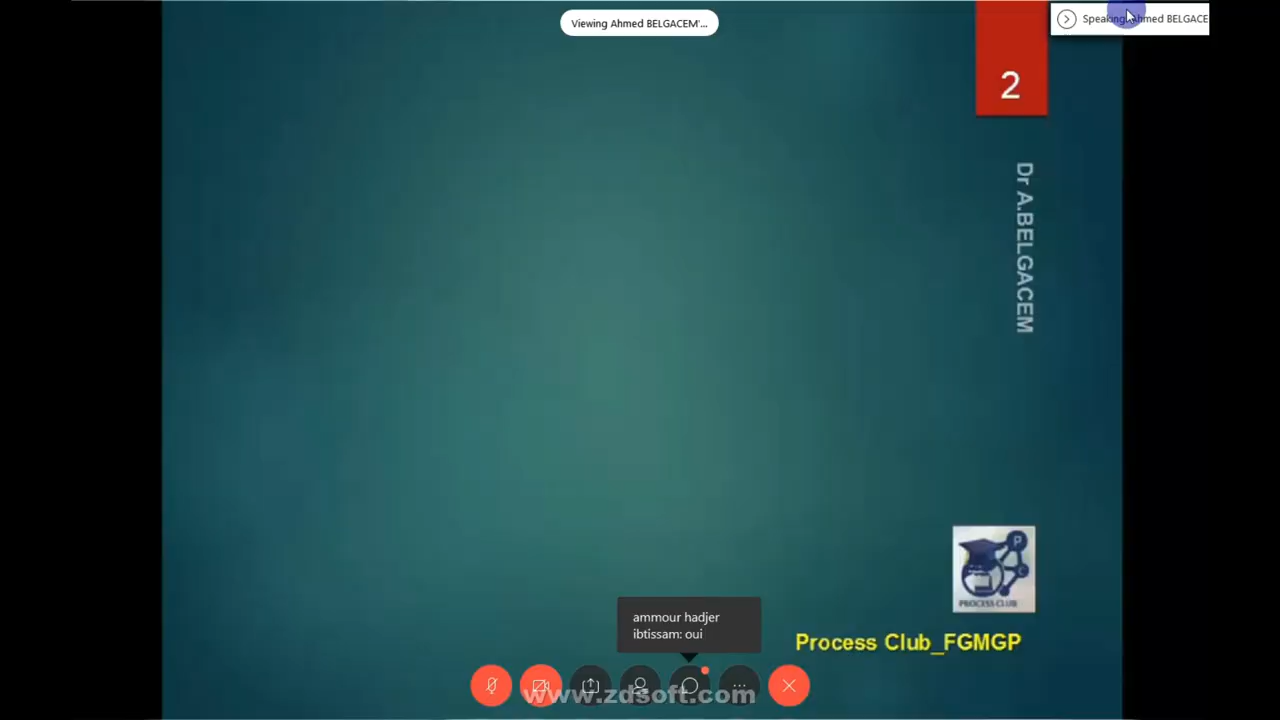 Viewing Ahmed BELGACEM'...
Speaking: Ahmed BELGACE
2
Dr A.BELGACEM
PROCESS CLUB
Process Club_FGMGP
ammour hadjer
ibtissam: oui
www.zdsoft.com